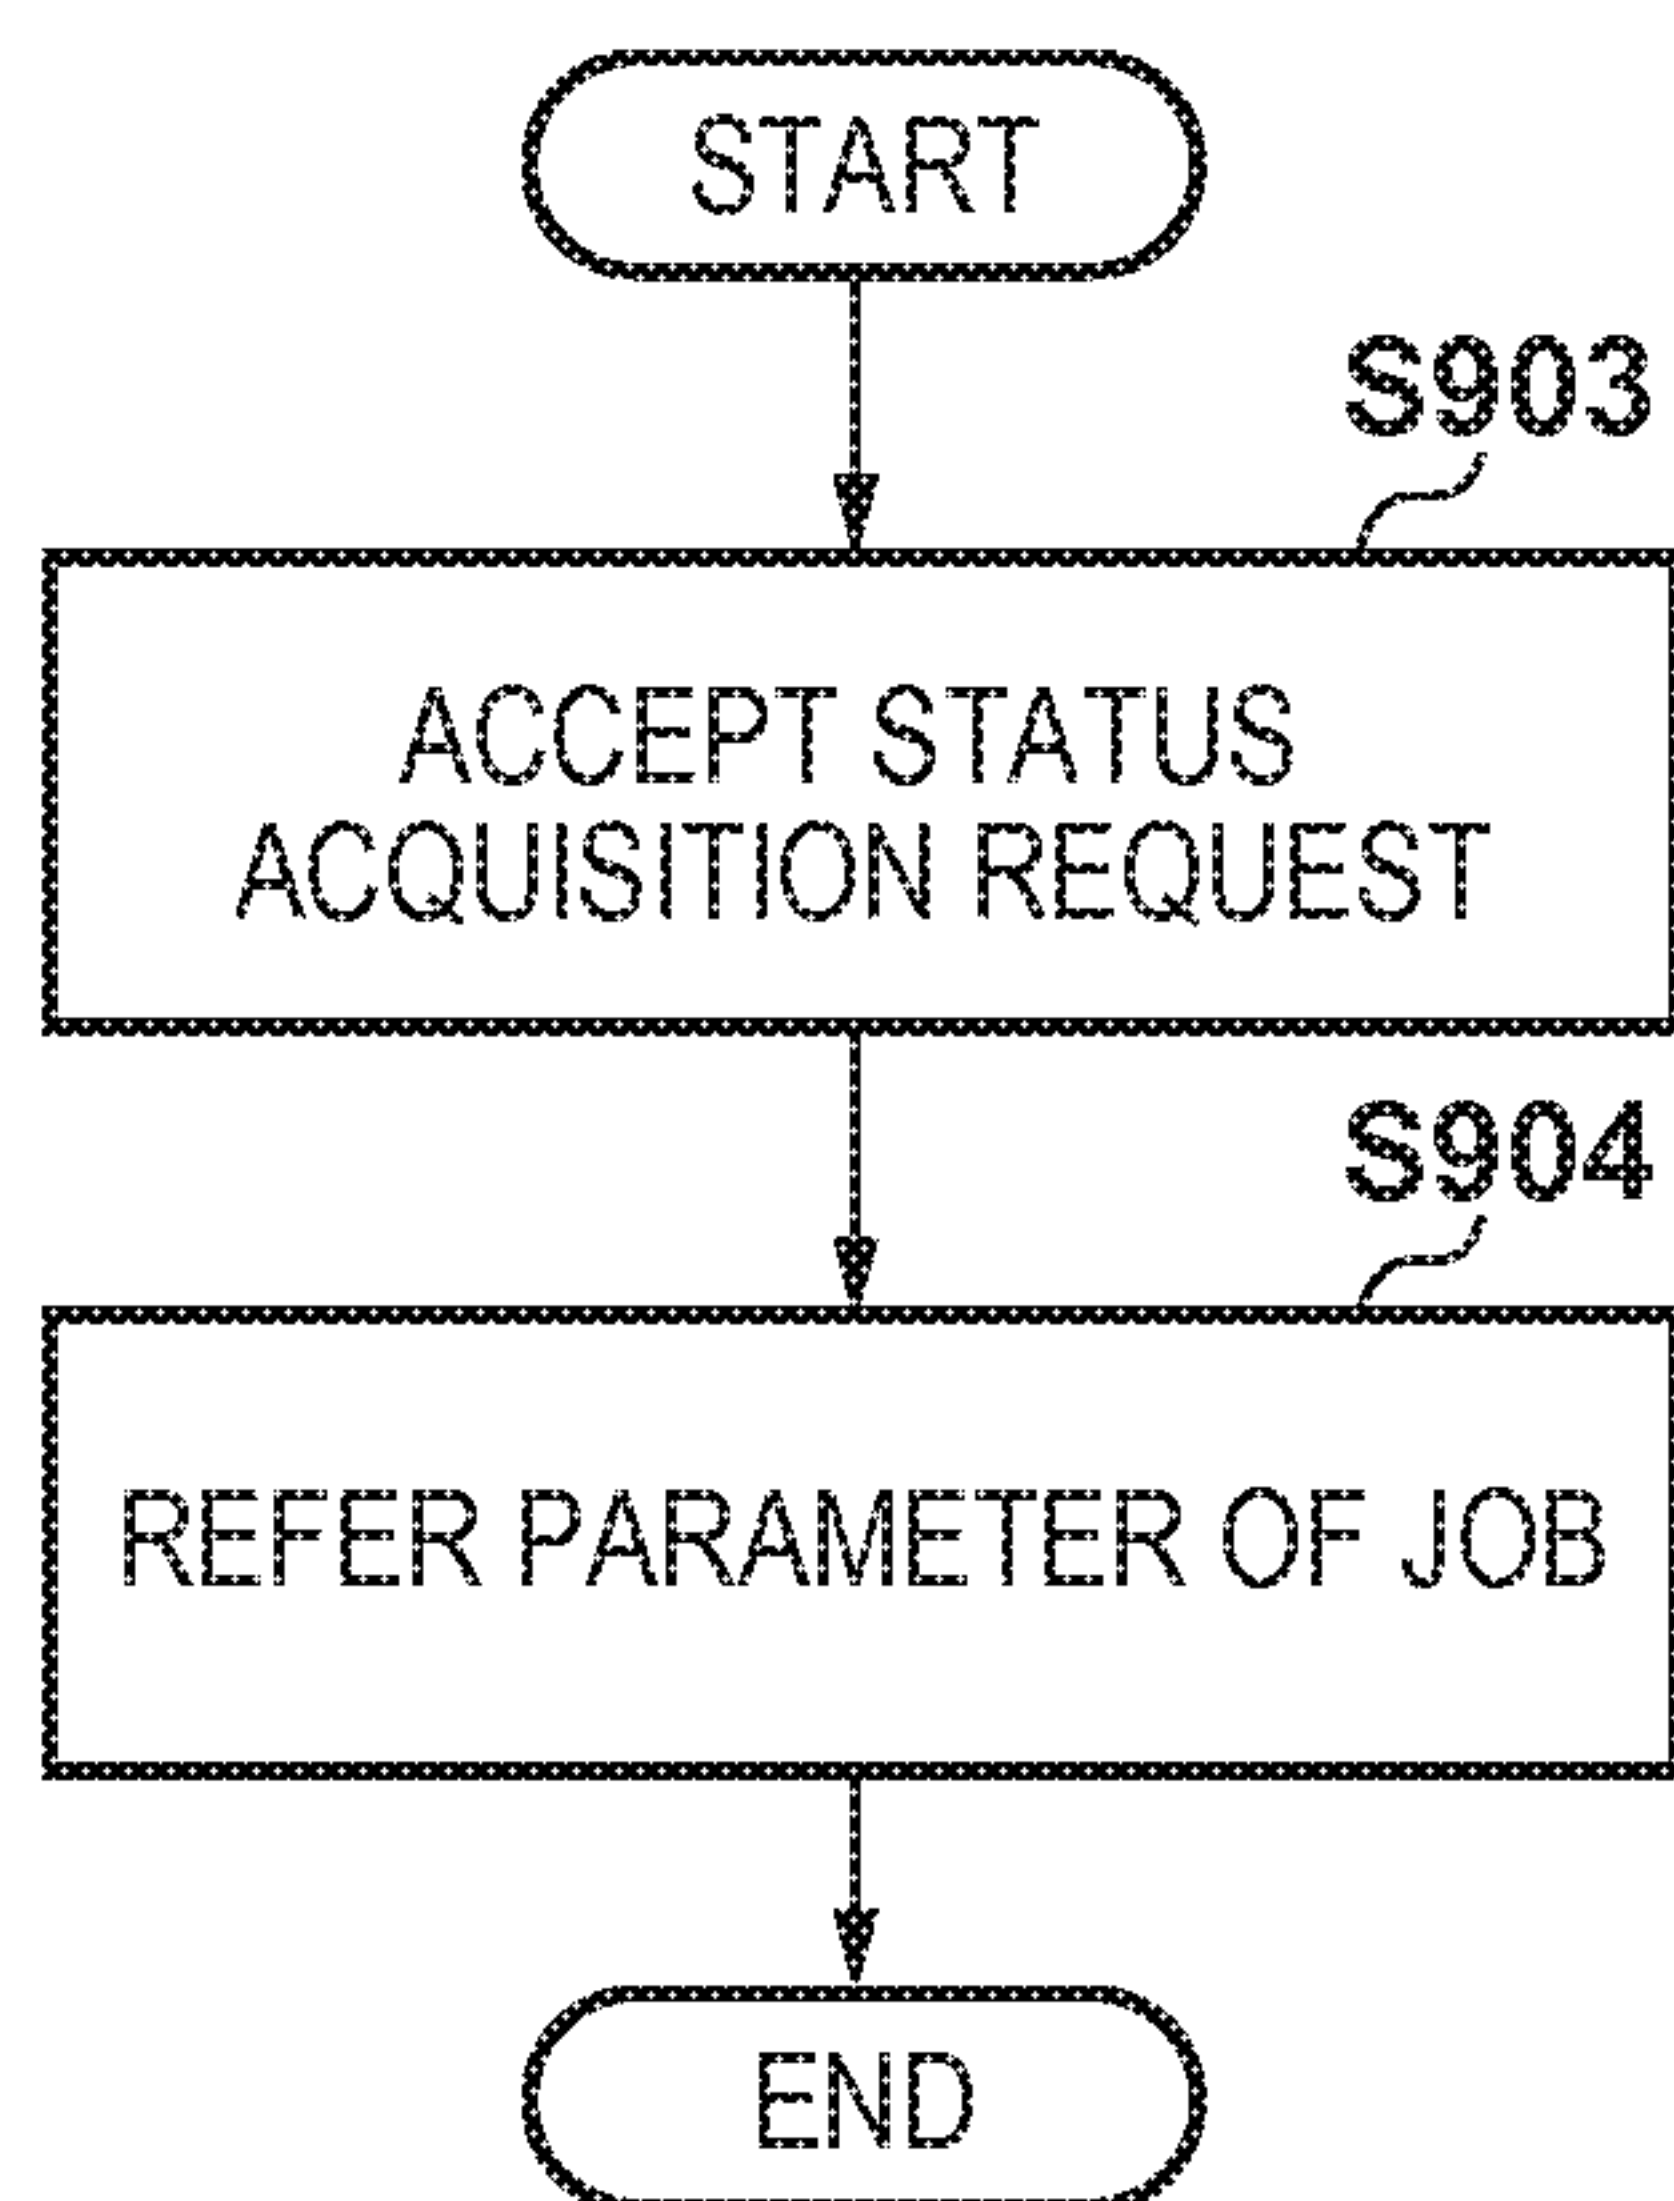 START
S903
ACCEPT STATUS
ACQUISITION REQUEST
S904
REFER PARAMETER OF JOB
END